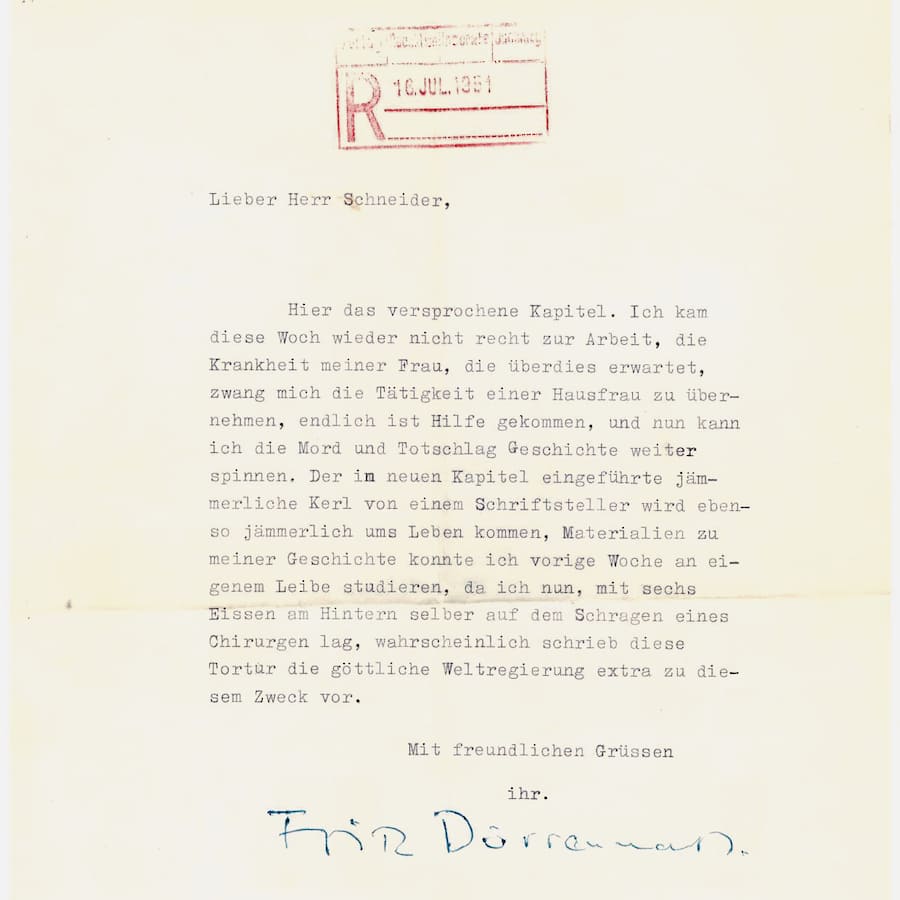 R
16.JUL.1951
Lieber Herr Schneider,
Hier das versprochene Kapitel. Ich kam
diese Woch wieder nicht recht zur Arbeit, die
Krankheit meiner Frau, die überdies erwartet,
zwang mich die Tätigkeit einer Hausfrau zu über-
nehmen, endlich ist Hilfe gekommen, und nun kann
ich die Mord und Totschlag Geschichte weiter
spinnen. Der im neuen Kapitel eingeführte jäm-
merliche Kerl von einem Schriftsteller wird eben-
so jämmerlich ums Leben kommen, Materialien zu
meiner Geschichte konnte ich vorige Woche an ei-
genem Leibe studieren, da ich nun, mit sechs
Eissen am Hintern selber auf dem Schragen eines
Chirurgen lag, wahrscheinlich schrieb diese
Tortur die göttliche Weltregierung extra zu die-
sem Zweck vor.
Mit freundlichen Grüssen
ihr.
Fritz Dürrenmatt.